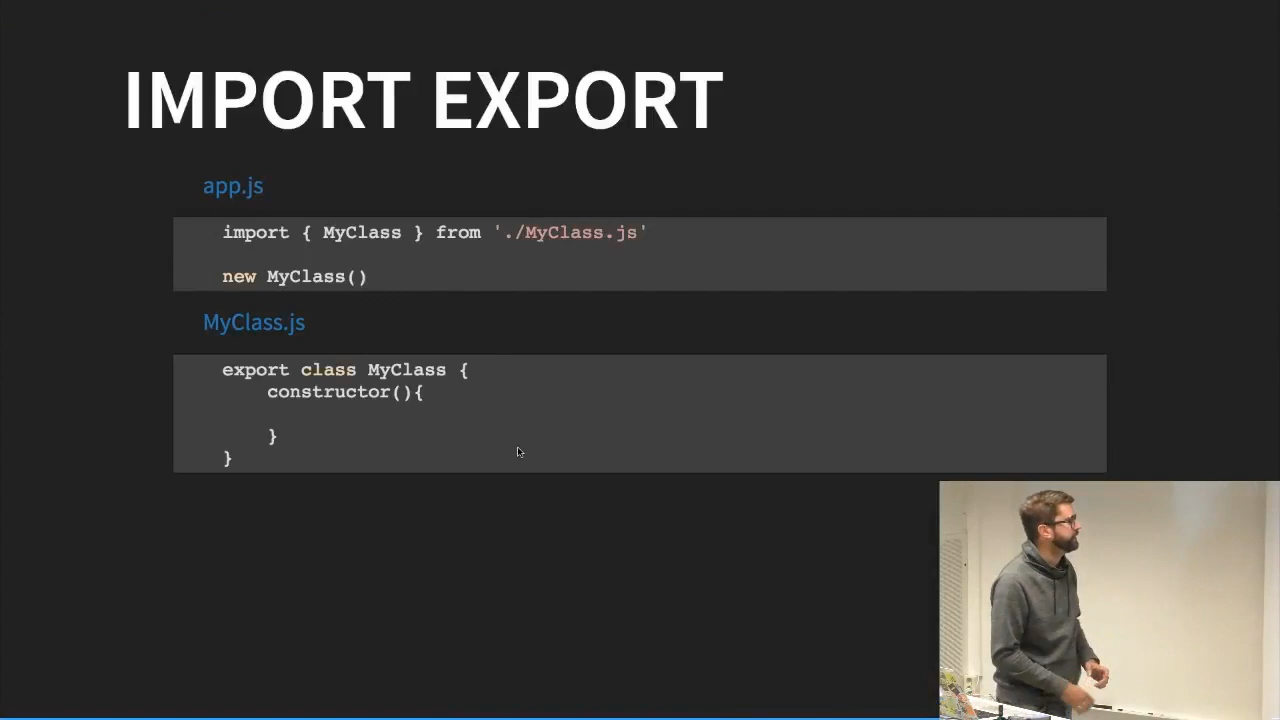 IMPORT EXPORT
app.js
import { MyClass } from './MyClass.js'
new MyClass()
MyClass.js
export class MyClass {
constructor(){
}
}